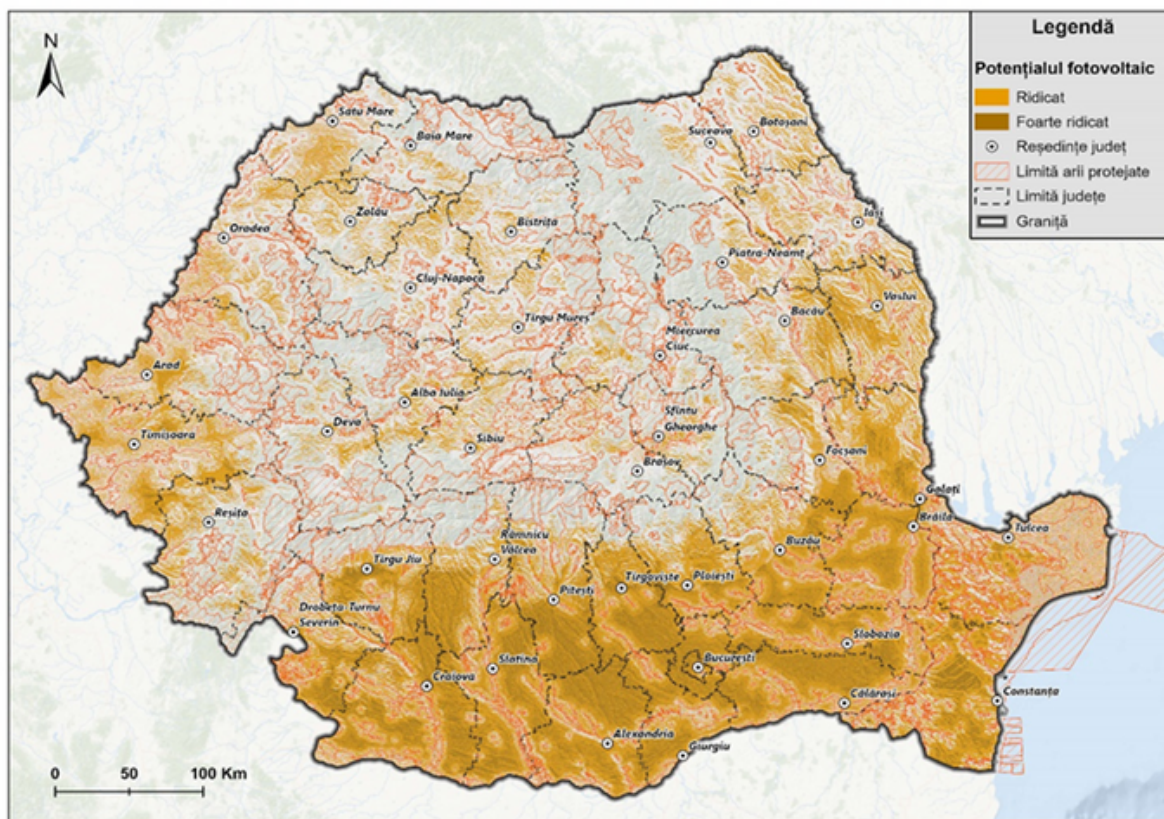 N
Legendă
Potențialul fotovoltaic
Ridicat
Foarte ridicat
Reședințe județ
Limită arii protejate
Limită județe
Graniță
Satu Mare
Baia Mare
Suceava
Botoșani
Zalău
Oradea
Bistrița
Iași
Piatra-Neamț
Cluj-Napoca
Tîrgu Mureș
Bacău
Vaslui
Miercurea
Ciuc
Arad
Alba Iulia
Timișoara
Deva
Sibiu
Sfîntu
Gheorghe
Brașov
Focșani
Galați
Reșița
Brăila
Tulcea
Tîrgu Jiu
Râmnicu
Vâlcea
Buzău
Pitești
Tîrgoviște
Ploiești
Drobeta Turnu
Severin
Slobozia
Slatina
București
Craiova
Călărași
Constanța
Alexandria
Giurgiu
0 50 100 Km